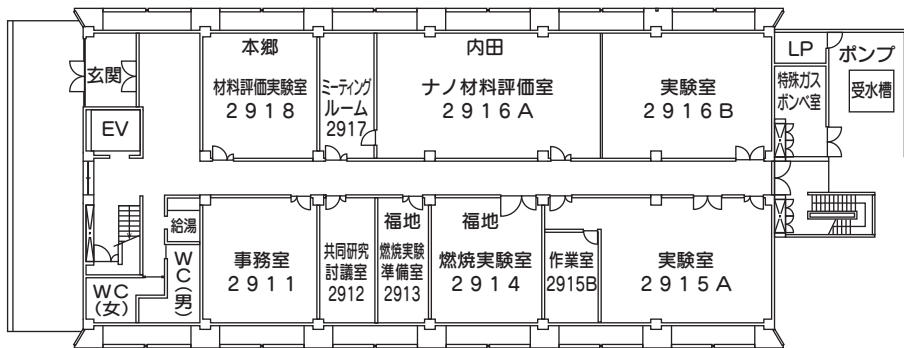 玄関
EV
本郷
材料評価実験室
2918
ミーティング
ルーム
2917
内田
ナノ材料評価室
2916A
実験室
2916B
LP
特殊ガス
ボンベ室
ポンプ
受水槽
給湯
WC
(女)
WC
(男)
事務室
2911
共同研究
討議室
2912
福地
燃焼実験
準備室
2913
福地
燃焼実験室
2914
作業室
2915B
実験室
2915A